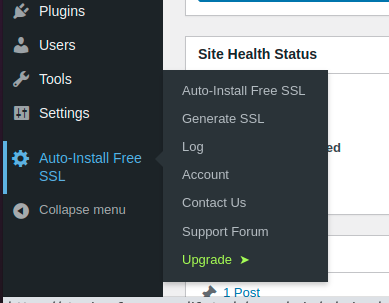 Plugins
Users
Tools
Settings
Auto-Install Free
SSL
Collapse menu
Site Health Status
Auto-Install Free SSL
Generate SSL
Log
Account
Contact Us
Support Forum
Upgrade ➤
ed
1 Post